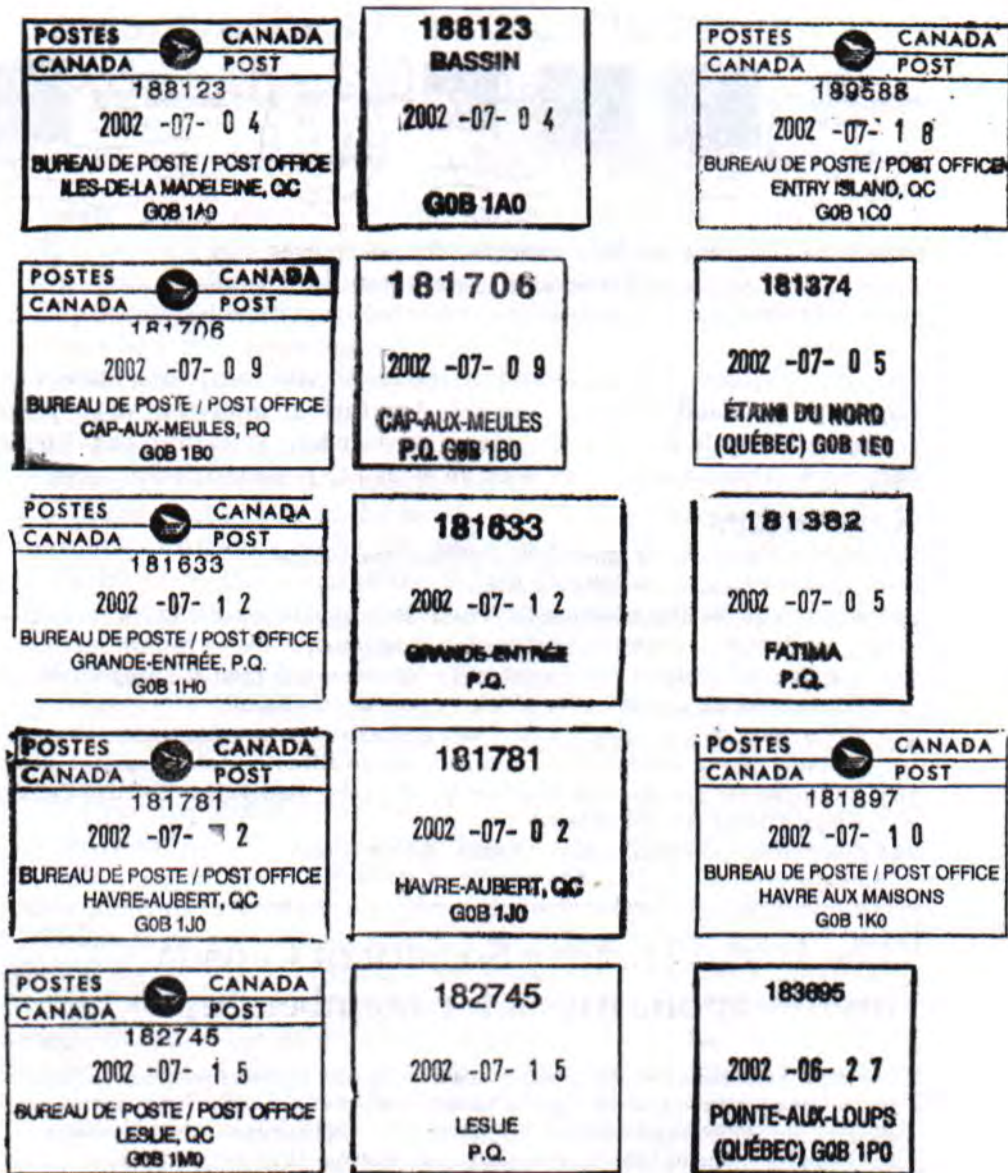 POSTES CANADA
CANADA POST
188123
2002 -07- 0 4
BUREAU DE POSTE / POST OFFICE
ILES-DE-LA MADELEINE, QC
G0B 1A0
188123
BASSIN
2002 -07- 0 4
G0B 1A0
POSTES CANADA
CANADA POST
189688
2002 -07- 1 8
BUREAU DE POSTE / POST OFFICE
ENTRY ISLAND, QC
G0B 1C0
POSTES CANADA
CANADA POST
181706
2002 -07- 0 9
BUREAU DE POSTE / POST OFFICE
CAP-AUX-MEULES, PQ
G0B 1B0
181706
2002 -07- 0 9
CAP-AUX-MEULES
P.Q. G0B 1B0
181374
2002 -07- 0 5
ÉTANG DU NORD
(QUÉBEC) G0B 1E0
POSTES CANADA
CANADA POST
181633
2002 -07- 1 2
BUREAU DE POSTE / POST OFFICE
GRANDE-ENTRÉE, P.Q.
G0B 1H0
181633
2002 -07- 1 2
GRANDE-ENTRÉE
P.Q.
181382
2002 -07- 0 5
FATIMA
P.Q.
POSTES CANADA
CANADA POST
181781
2002 -07- 2
BUREAU DE POSTE / POST OFFICE
HAVRE-AUBERT, QC
G0B 1J0
181781
2002 -07- 0 2
HAVRE-AUBERT, QC
G0B 1J0
POSTES CANADA
CANADA POST
181897
2002 -07- 1 0
BUREAU DE POSTE / POST OFFICE
HAVRE AUX MAISONS
G0B 1K0
POSTES CANADA
CANADA POST
182745
2002 -07- 1 5
BUREAU DE POSTE / POST OFFICE
LESLIE, QC
G0B 1M0
182745
2002 -07- 1 5
LESLIE
P.Q.
183695
2002 -06- 2 7
POINTE-AUX-LOUPS
(QUÉBEC) G0B 1P0